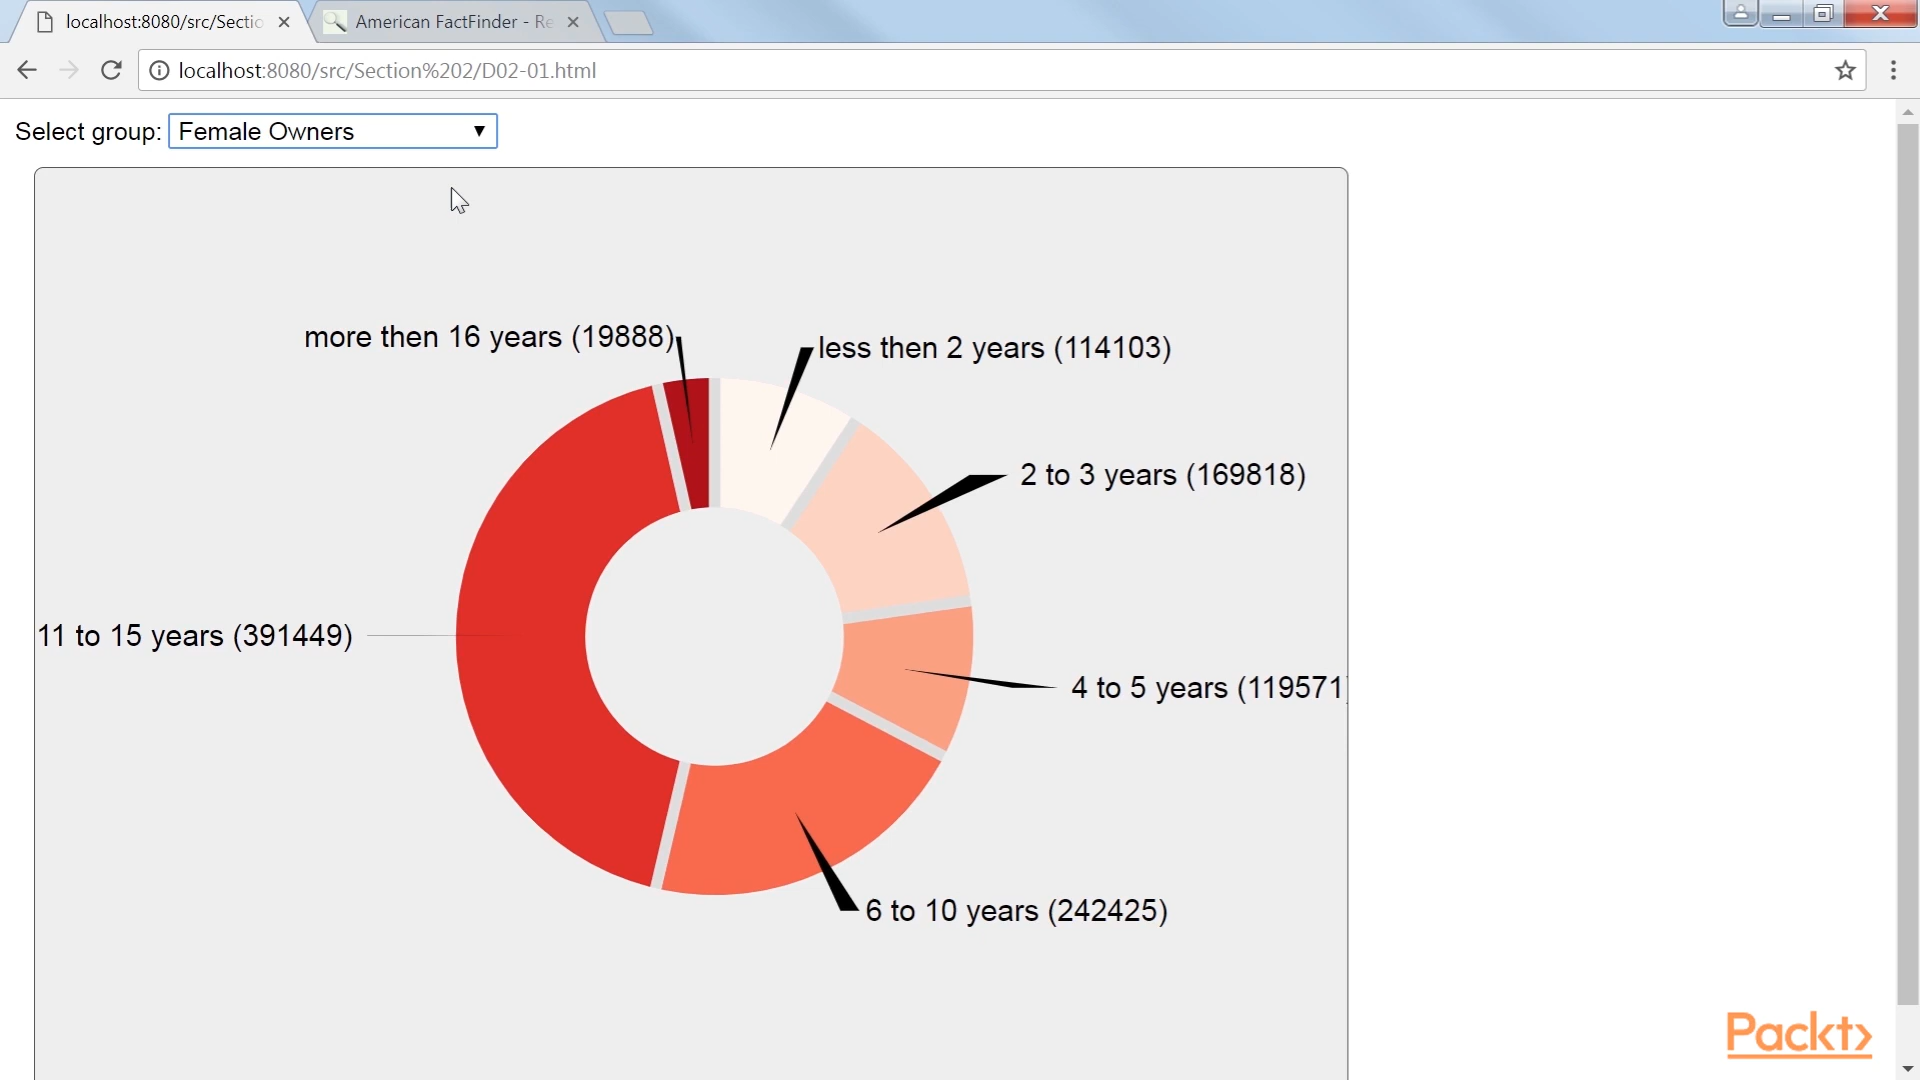 localhost:8080/src/Sectio
American FactFinder - Re
localhost:8080/src/Section%202/D02-01.html
Select group: Female Owners
more then 16 years (19888)
less then 2 years (114103)
2 to 3 years (169818)
11 to 15 years (391449)
4 to 5 years (119571)
6 to 10 years (242425)
Packt>